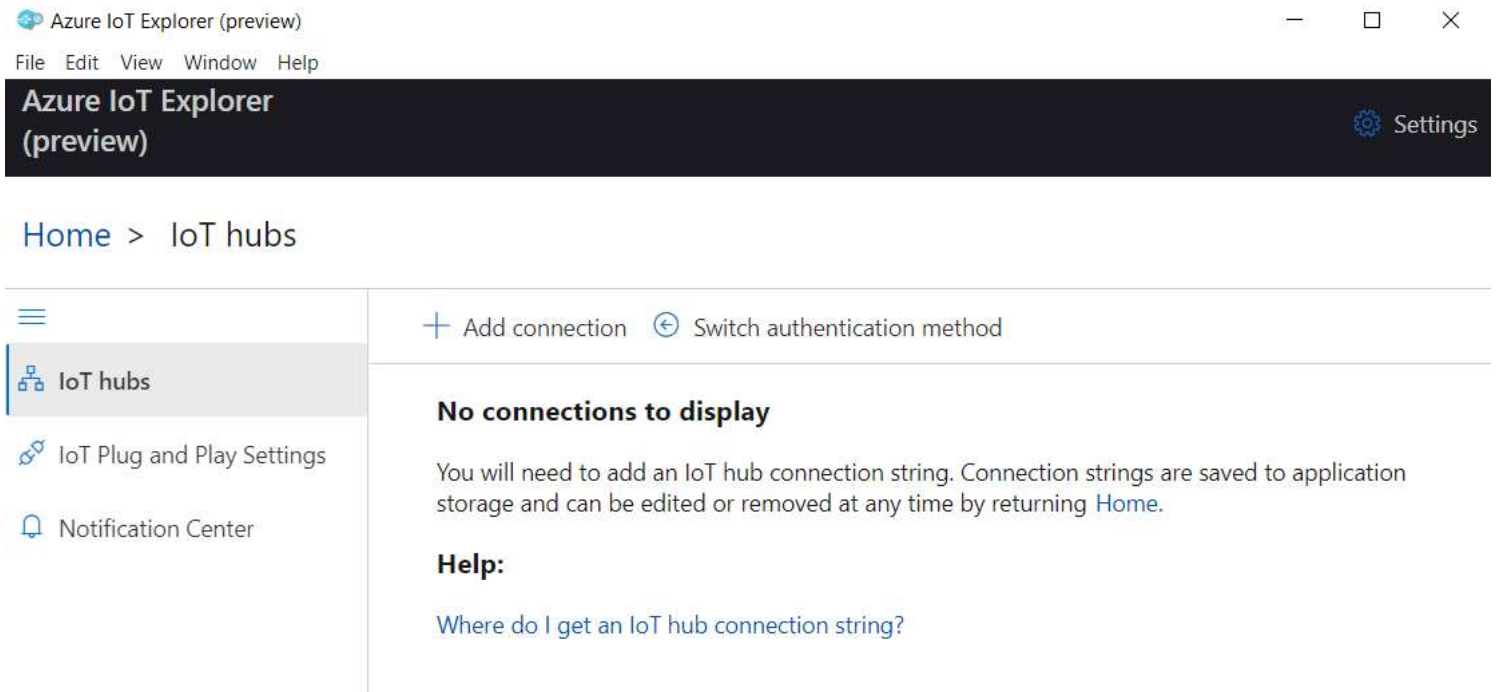 Azure IoT Explorer (preview)
File Edit View Window Help
Azure IoT Explorer
(preview)
Settings
Home > IoT hubs
Add connection Switch authentication method
IoT hubs
IoT Plug and Play Settings
Notification Center
No connections to display
You will need to add an IoT hub connection string. Connection strings are saved to application
storage and can be edited or removed at any time by returning Home.
Help:
Where do I get an IoT hub connection string?